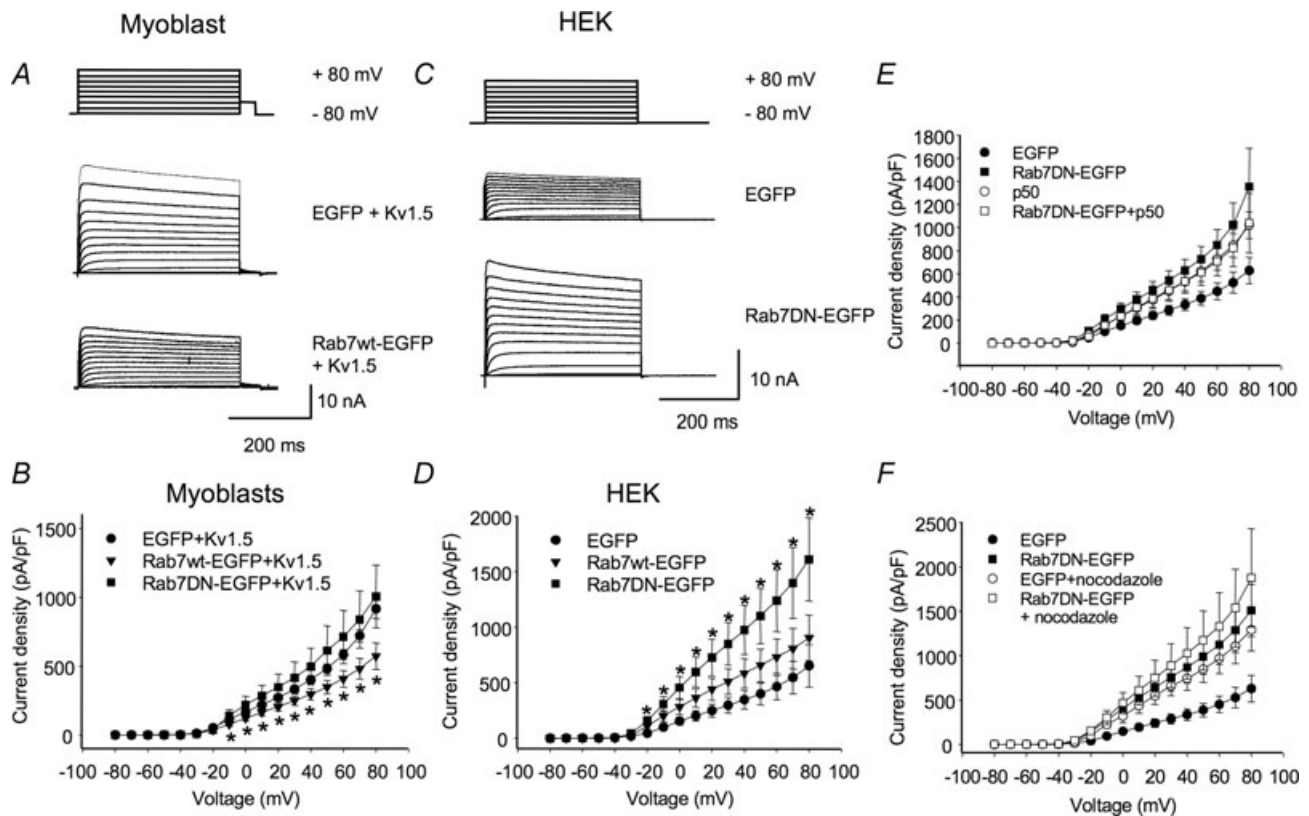 Myoblast
A
+ 80 mV
- 80 mV
EGFP + Kv1.5
Rab7wt-EGFP
+ Kv1.5
10 nA
200 ms
HEK
C
+ 80 mV
- 80 mV
EGFP
Rab7DN-EGFP
10 nA
200 ms
E
EGFP
Rab7DN-EGFP
p50
Rab7DN-EGFP+p50
Current density (pA/pF)
1800
1600
1400
1200
1000
800
600
400
200
0
-100 -80 -60 -40 -20 0 20 40 60 80 100
Voltage (mV)
B
Myoblasts
EGFP+Kv1.5
Rab7wt-EGFP+Kv1.5
Rab7DN-EGFP+Kv1.5
Current density (pA/pF)
1500
1000
500
0
* * * * * * * * * *
-100 -80 -60 -40 -20 0 20 40 60 80 100
Voltage (mV)
D
HEK
EGFP
Rab7wt-EGFP
Rab7DN-EGFP
Current density (pA/pF)
2000
1500
1000
500
0
* * * * * * * * * * *
-100 -80 -60 -40 -20 0 20 40 60 80 100
Voltage (mV)
F
EGFP
Rab7DN-EGFP
EGFP+nocodazole
Rab7DN-EGFP
+ nocodazole
Current density (pA/pF)
2500
2000
1500
1000
500
0
-100 -80 -60 -40 -20 0 20 40 60 80 100
Voltage (mV)